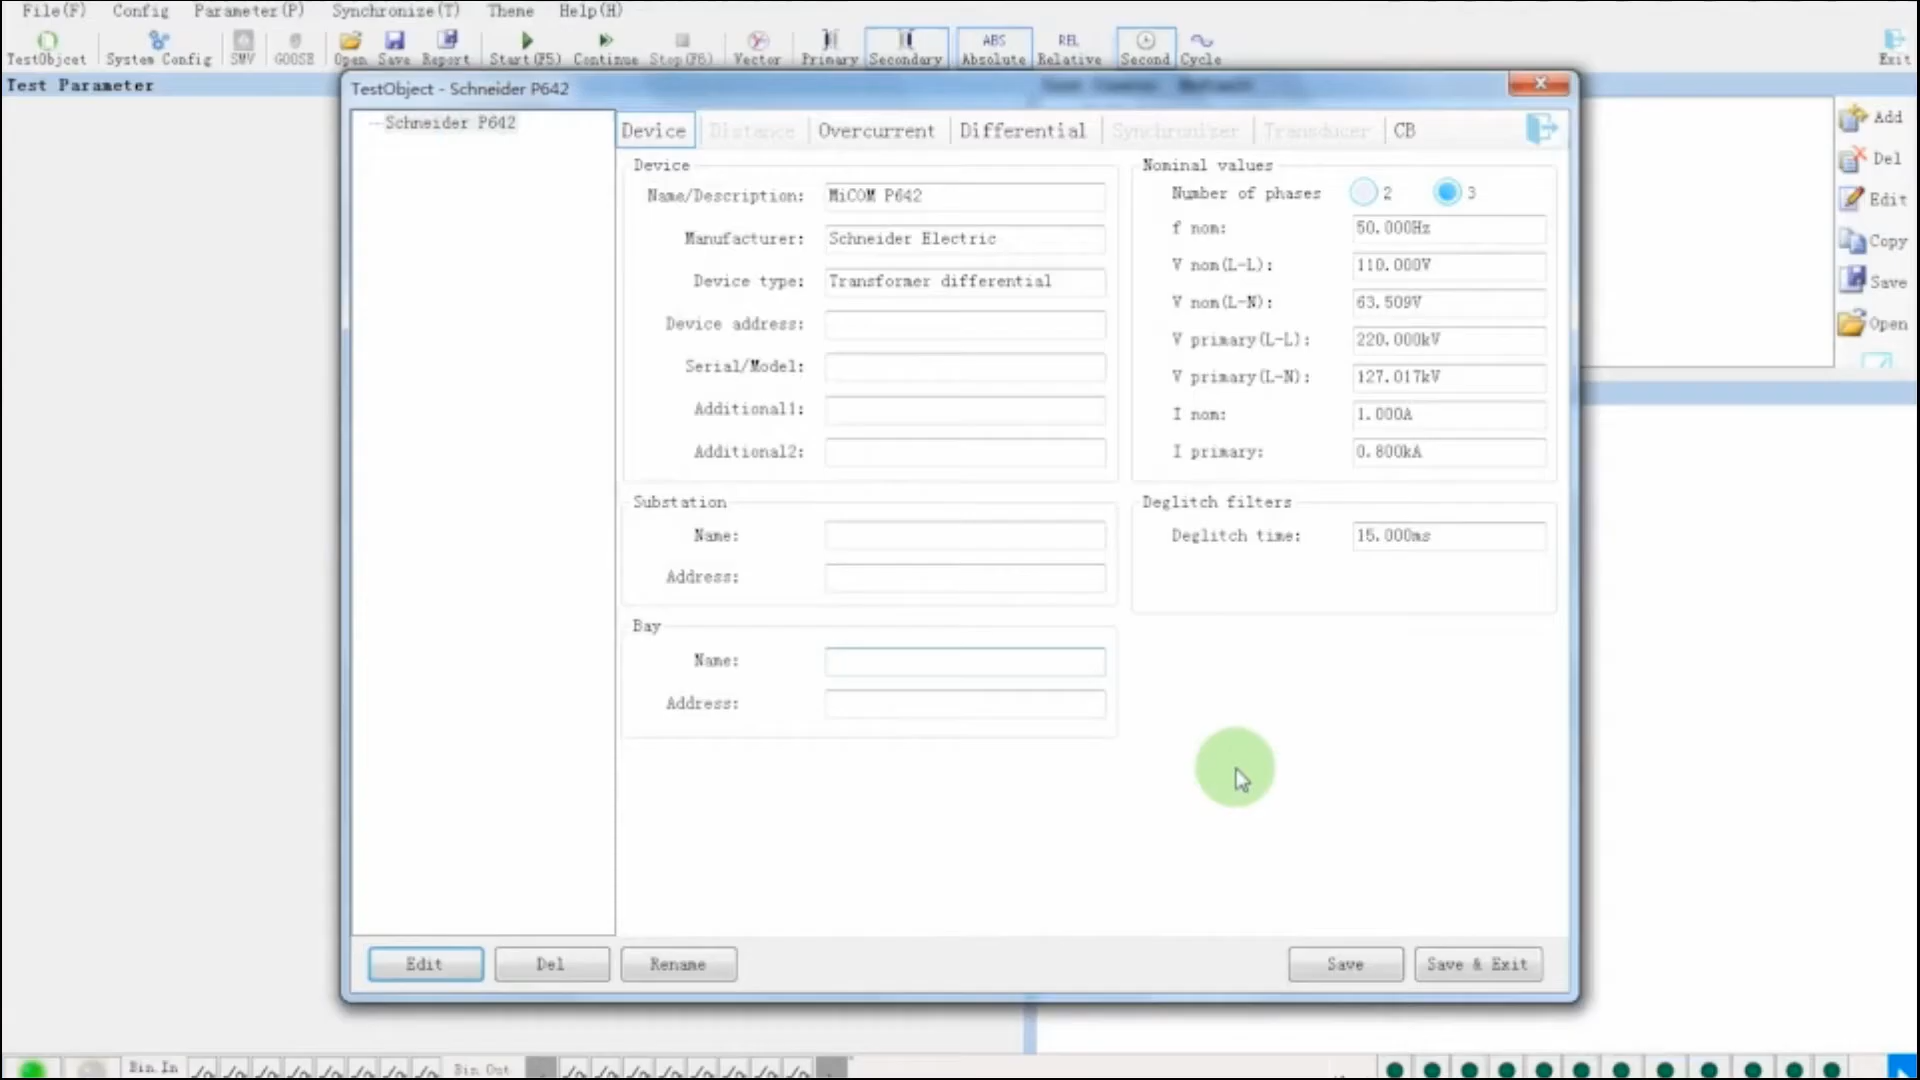 File(F) Config Parameter(P) Synchronize(T) Theme Help(H)
TestObject System Config SMV GOOSE Open Save Report Start(F5) Continue Stop(F6) Vector Primary Secondary ABS Absolute REL Relative Second Cycle Exit
Test Parameter
TestObject - Schneider P642
Schneider P642
Device Distance Overcurrent Differential Synchronizer Transducer CB
Device
Name/Description: MiCOM P642
Manufacturer: Schneider Electric
Device type: Transformer differential
Device address:
Serial/Model:
Additional1:
Additional2:
Substation
Name:
Address:
Bay
Name:
Address:
Nominal values
Number of phases 2 3
f nom: 50.000Hz
V nom(L-L): 110.000V
V nom(L-N): 63.509V
V primary(L-L): 220.000kV
V primary(L-N): 127.017kV
I nom: 1.000A
I primary: 0.800kA
Deglitch filters
Deglitch time: 15.000ms
Edit Del Rename Save Save & Exit
Add
Del
Edit
Copy
Save
Open
Bin In Bin Out